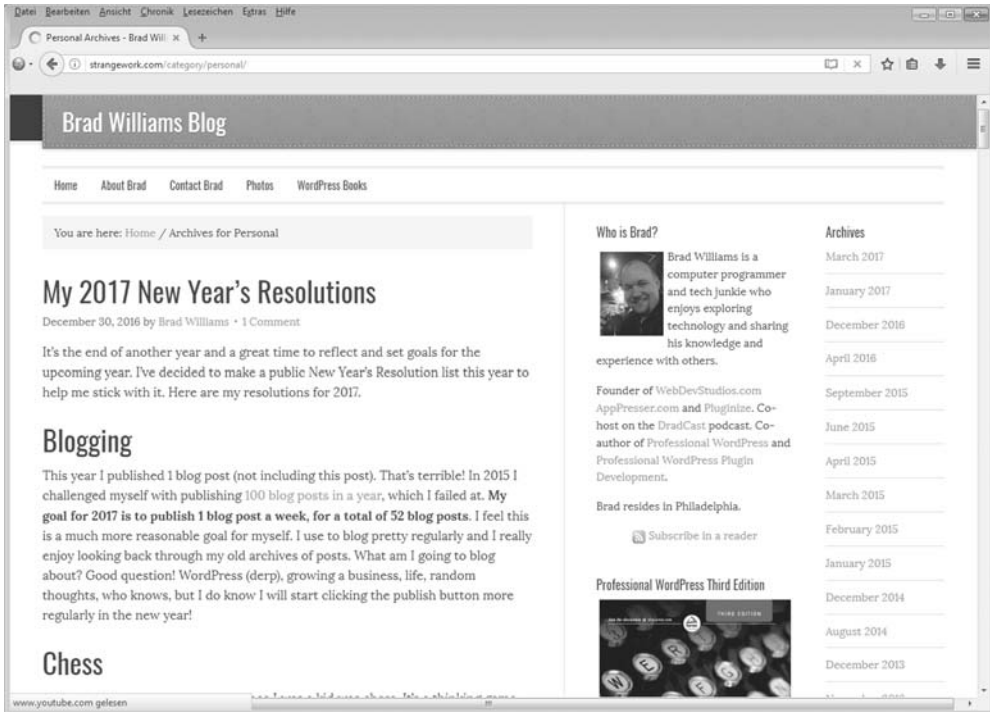 Datei Bearbeiten Ansicht Chronik Lesezeichen Extras Hilfe
Personal Archives - Brad Will
strangework.com/category/personal/
Brad Williams Blog
Home About Brad Contact Brad Photos WordPress Books
You are here: Home / Archives for Personal
My 2017 New Year's Resolutions
December 30, 2016 by Brad Williams • 1 Comment
It's the end of another year and a great time to reflect and set goals for the
upcoming year. I've decided to make a public New Year's Resolution list this year to
help me stick with it. Here are my resolutions for 2017.
Blogging
This year I published 1 blog post (not including this post). That's terrible! In 2015 I
challenged myself with publishing 100 blog posts in a year, which I failed at. My
goal for 2017 is to publish 1 blog post a week, for a total of 52 blog posts. I feel this
is a much more reasonable goal for myself. I use to blog pretty regularly and I really
enjoy looking back through my old archives of posts. What am I going to blog
about? Good question! WordPress (derp), growing a business, life, random
thoughts, who knows, but I do know I will start clicking the publish button more
regularly in the new year!
Chess
www.youtube.com gelesen
Who is Brad?
Brad Williams is a
computer programmer
and tech junkie who
enjoys exploring
technology and sharing
his knowledge and
experience with others.
Founder of WebDevStudios.com
AppPresser.com and Pluginize. Co-
host on the DradCast podcast. Co-
author of Professional WordPress and
Professional WordPress Plugin
Development.
Brad resides in Philadelphia.
Subscribe in a reader
Professional WordPress Third Edition
THIRD EDITION
W E R F G
Archives
March 2017
January 2017
December 2016
April 2016
September 2015
June 2015
April 2015
March 2015
February 2015
January 2015
December 2014
August 2014
December 2013